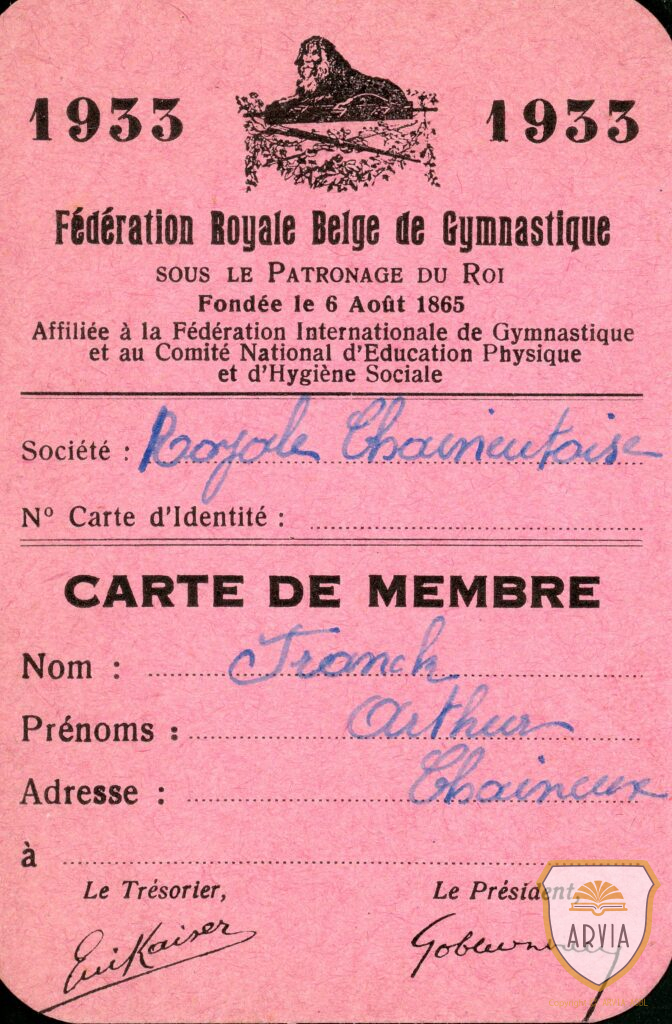 1933 1933
Fédération Royale Belge de Gymnastique
SOUS LE PATRONAGE DU ROI
Fondée le 6 Août 1865
Affiliée à la Fédération Internationale de Gymnastique
et au Comité National d'Education Physique
et d'Hygiène Sociale
Société : Royale Chaineutoise
N° Carte d'Identité :
CARTE DE MEMBRE
Nom : Franck
Prénoms : Arthur
Adresse : Chaineux
à
Le Trésorier, Le Président,
Kaiser
ARVIA